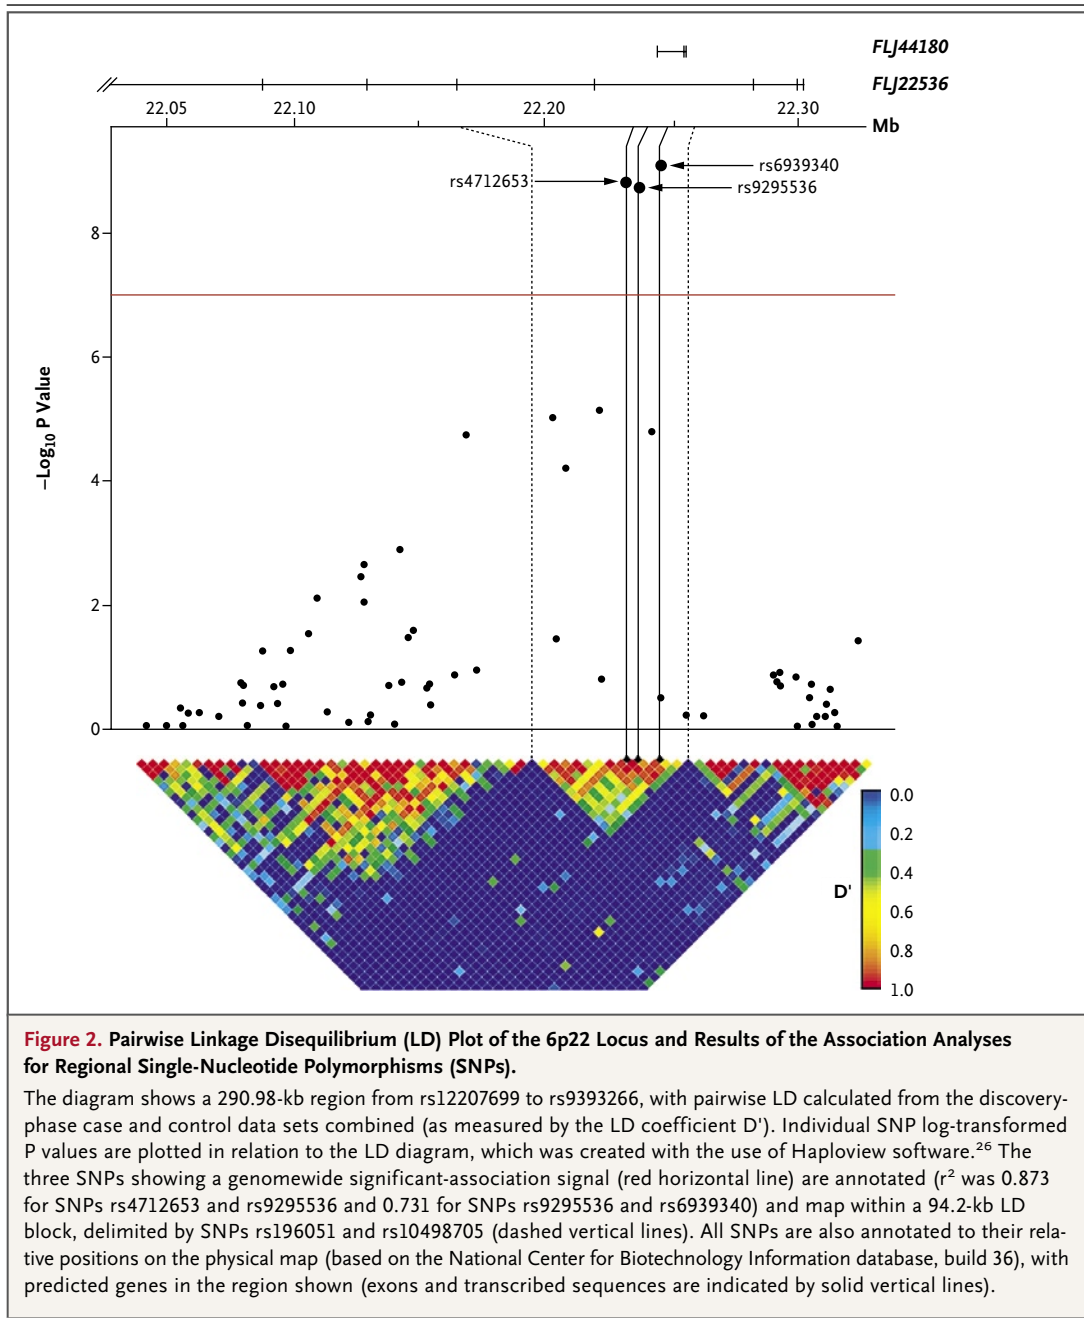 FLJ44180
FLJ22536
22.05 22.10 22.20 22.30
Mb
rs6939340
rs4712653
rs9295536
8
6
4
2
0
−Log10 P Value
0.0
0.2
0.4
0.6
0.8
1.0
D'
Figure 2. Pairwise Linkage Disequilibrium (LD) Plot of the 6p22 Locus and Results of the Association Analyses
for Regional Single-Nucleotide Polymorphisms (SNPs).
The diagram shows a 290.98-kb region from rs12207699 to rs9393266, with pairwise LD calculated from the discovery-
phase case and control data sets combined (as measured by the LD coefficient D'). Individual SNP log-transformed
P values are plotted in relation to the LD diagram, which was created with the use of Haploview software.²⁶ The
three SNPs showing a genomewide significant-association signal (red horizontal line) are annotated (r² was 0.873
for SNPs rs4712653 and rs9295536 and 0.731 for SNPs rs9295536 and rs6939340) and map within a 94.2-kb LD
block, delimited by SNPs rs196051 and rs10498705 (dashed vertical lines). All SNPs are also annotated to their rela-
tive positions on the physical map (based on the National Center for Biotechnology Information database, build 36), with
predicted genes in the region shown (exons and transcribed sequences are indicated by solid vertical lines).